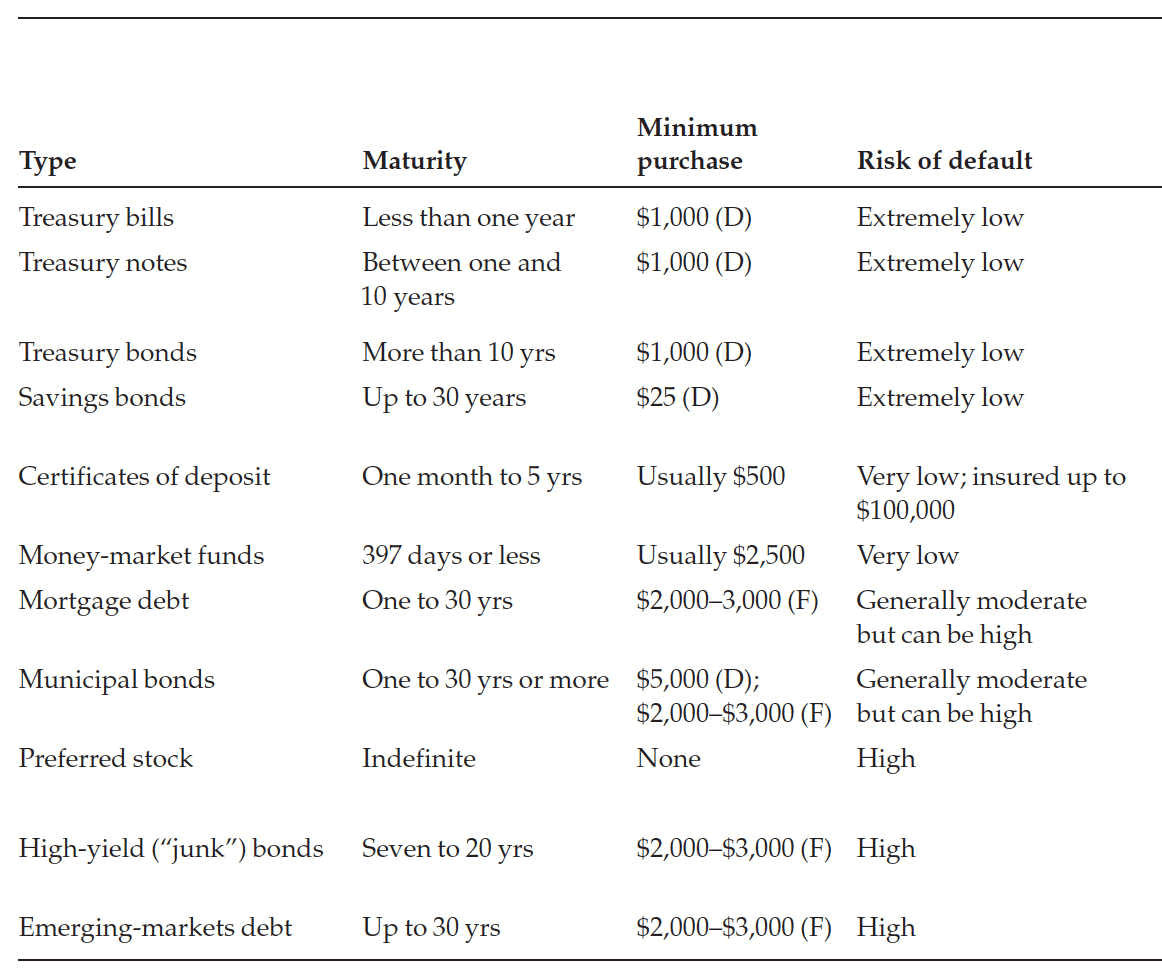 Minimum
Type Maturity purchase Risk of default
Treasury bills Less than one year $1,000 (D) Extremely low
Treasury notes Between one and $1,000 (D) Extremely low
10 years
Treasury bonds More than 10 yrs $1,000 (D) Extremely low
Savings bonds Up to 30 years $25 (D) Extremely low
Certificates of deposit One month to 5 yrs Usually $500 Very low; insured up to
$100,000
Money-market funds 397 days or less Usually $2,500 Very low
Mortgage debt One to 30 yrs $2,000–3,000 (F) Generally moderate
but can be high
Municipal bonds One to 30 yrs or more $5,000 (D); Generally moderate
$2,000–$3,000 (F) but can be high
Preferred stock Indefinite None High
High-yield (“junk”) bonds Seven to 20 yrs $2,000–$3,000 (F) High
Emerging-markets debt Up to 30 yrs $2,000–$3,000 (F) High